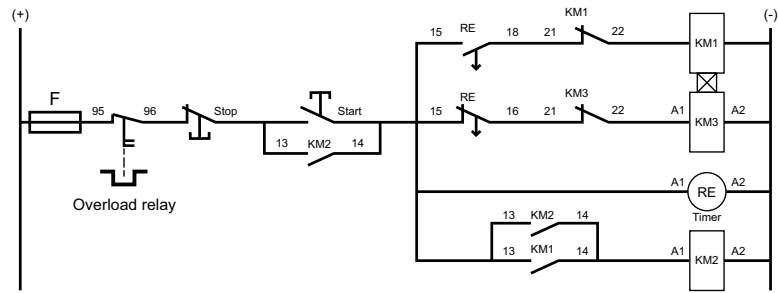 (+) (-)
15 RE 18 21 KM1 22 KM1
F 95 96 Stop Start 15 RE 16 21 KM3 22 A1 KM3 A2
13 KM2 14
Overload relay
A1 RE A2
Timer
13 KM2 14
13 KM1 14 A1 KM2 A2